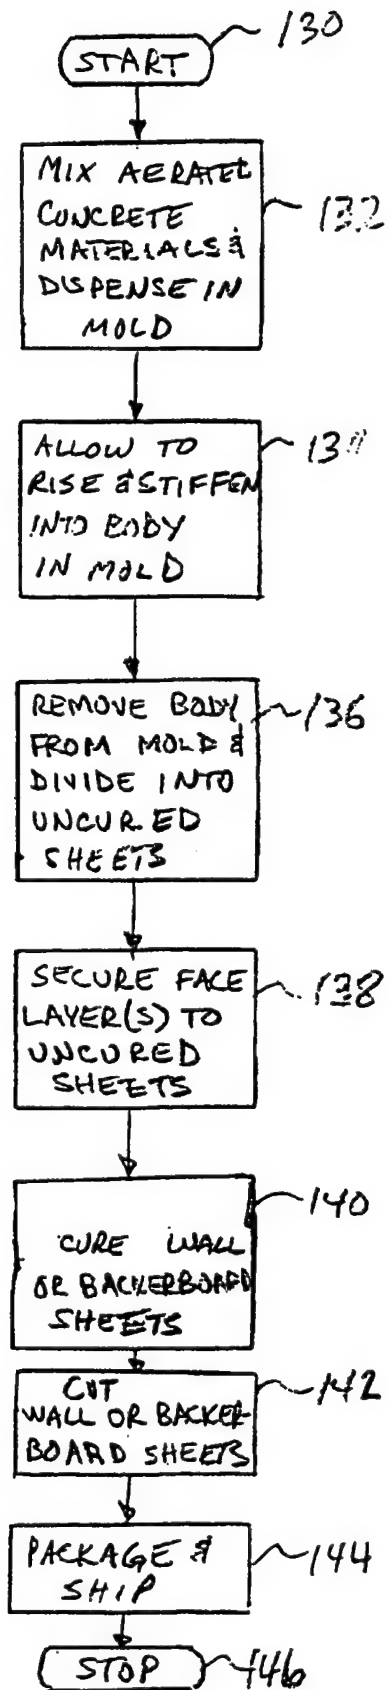 130
START
MIX AERATED
CONCRETE
MATERIALS &
DISPENSE IN
MOLD
132
ALLOW TO
RISE & STIFFEN
INTO BODY
IN MOLD
REMOVE BODY
FROM MOLD &
DIVIDE INTO
UNCURED
SHEETS
136
SECURE FACE
LAYER(S) TO
UNCURED
SHEETS
138
CURE WALL
OR BACKERBOARD
SHEETS
140
CUT
WALL OR BACKER-
BOARD SHEETS
142
PACKAGE &
SHIP
144
STOP
146